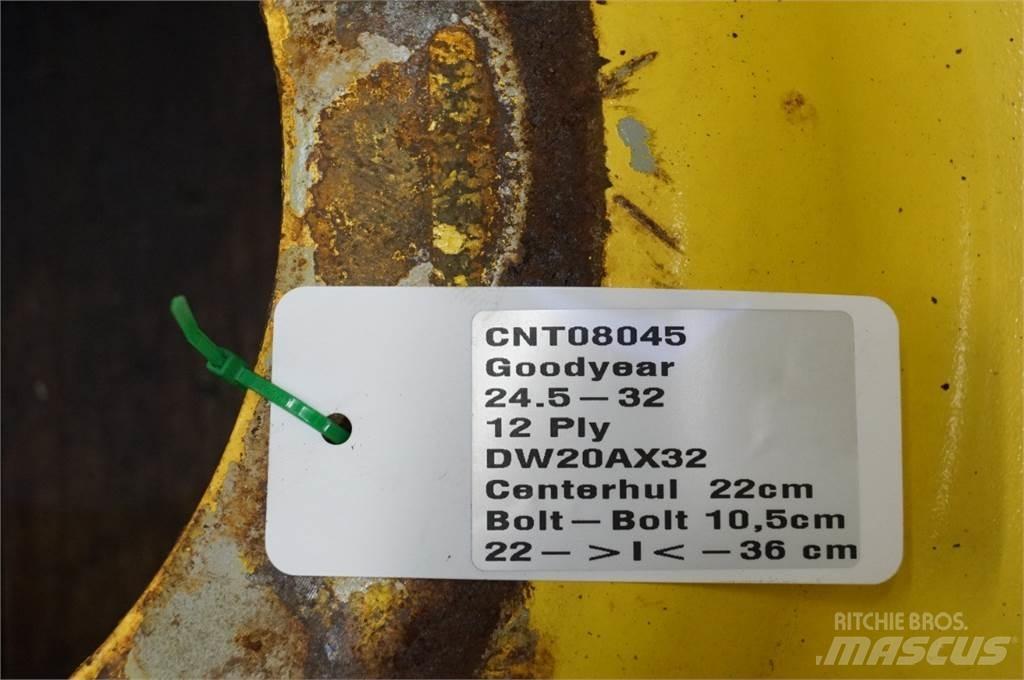 CNT08045
Goodyear
24.5-32
12 Ply
DW20AX32
Centerhul 22cm
Bolt-Bolt 10,5cm
22- >|< -36 cm
RITCHIE BROS.
MASCUS